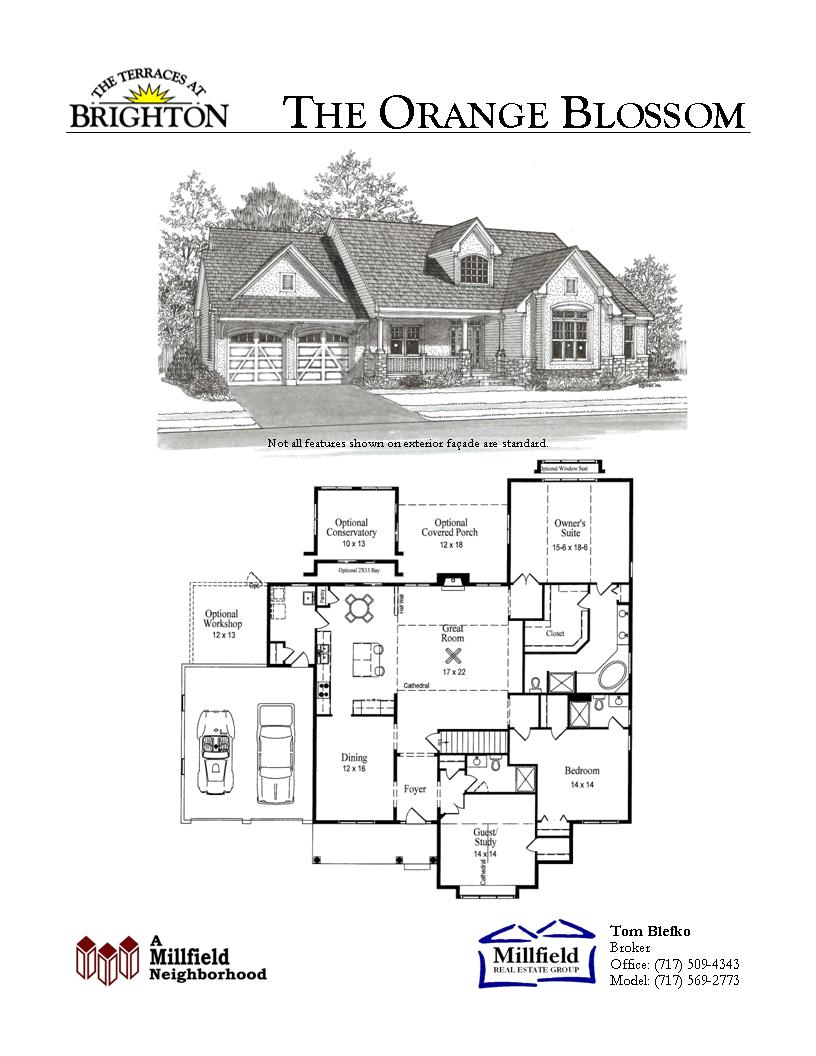 THE TERRACES AT
BRIGHTON
THE ORANGE BLOSSOM
Not all features shown on exterior façade are standard.
Optional Window Seat
Optional
Conservatory
10 x 13
Optional
Covered Porch
12 x 18
Owner's
Suite
15-6 x 18-6
Optional 2X13 Bay
Opt.
Pantry
Half Wall
Optional
Workshop
12 x 13
Great
Room
17 x 22
Cathedral
Closet
Dining
12 x 16
Foyer
Bedroom
14 x 14
Guest/
Study
14 x 14
Cathedral
A
Millfield
Neighborhood
Millfield
REAL ESTATE GROUP
Tom Blefko
Broker
Office: (717) 509-4343
Model: (717) 569-2773